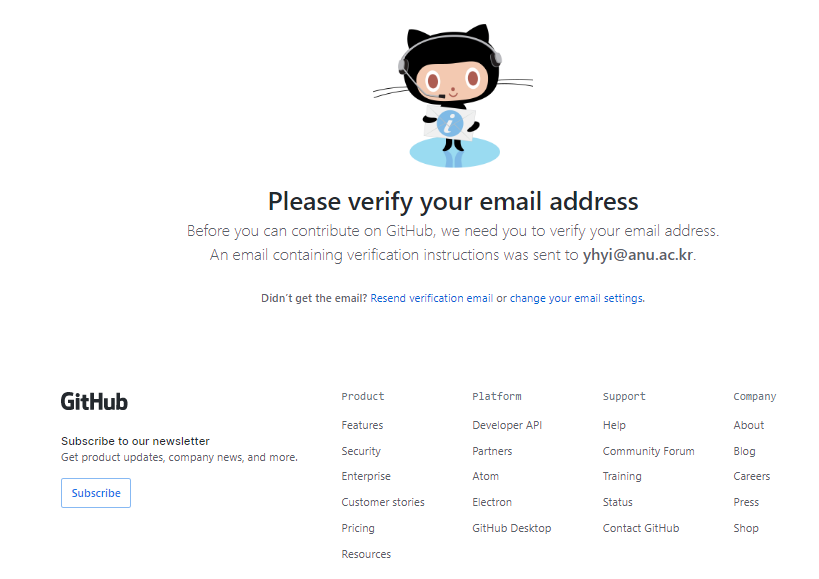 i
Please verify your email address
Before you can contribute on GitHub, we need you to verify your email address.
An email containing verification instructions was sent to yhyi@anu.ac.kr.
Didn't get the email? Resend verification email or change your email settings.
GitHub
Subscribe to our newsletter
Get product updates, company news, and more.
Subscribe
Product
Features
Security
Enterprise
Customer stories
Pricing
Resources
Platform
Developer API
Partners
Atom
Electron
GitHub Desktop
Support
Help
Community Forum
Training
Status
Contact GitHub
Company
About
Blog
Careers
Press
Shop